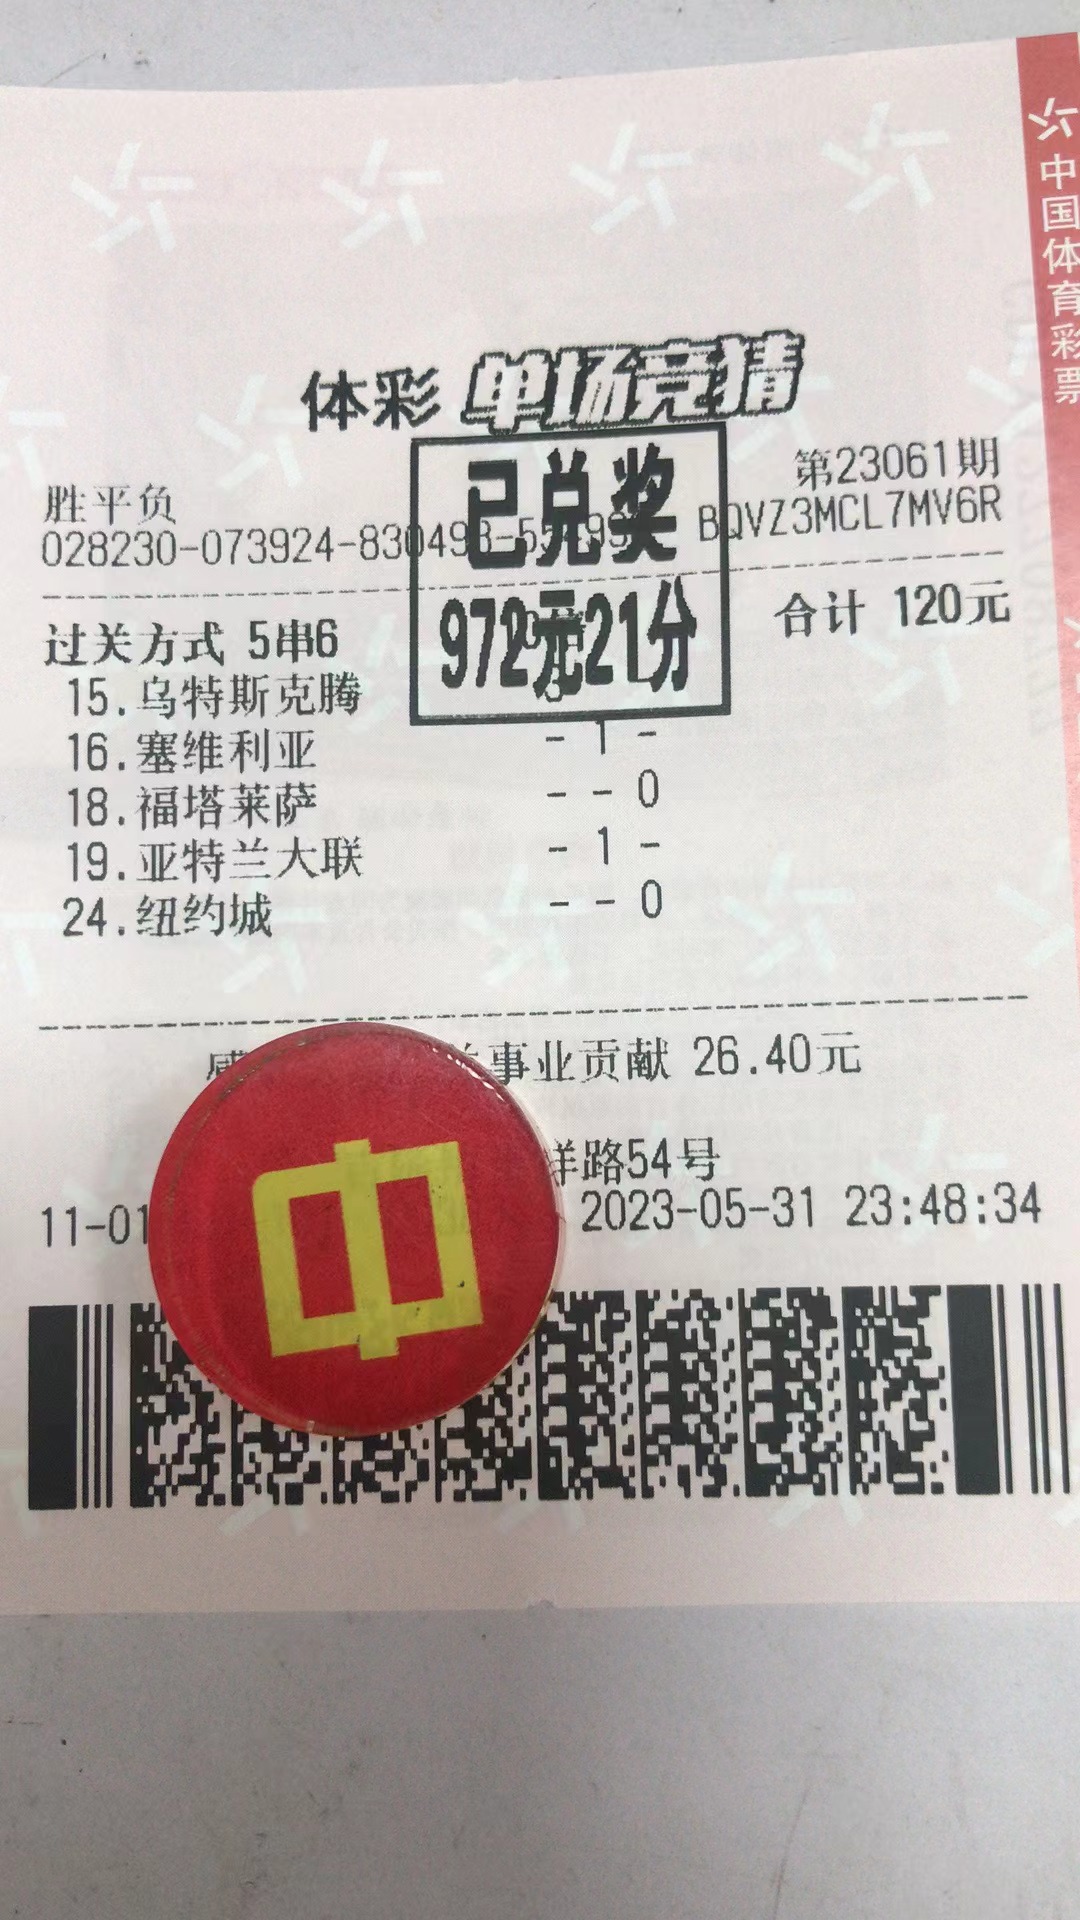 中国体育彩票
体彩 单场竞猜
已兑奖
972元21分
胜平负 第23061期
028230-073924-830498- BQVZ3MCL7MV6R
过关方式 5串6 合计 120元
15.乌特斯克腾
16.塞维利亚 - 1 -
18.福塔莱萨 - - 0
19.亚特兰大联 - 1 -
24.纽约城 - - 0
事业贡献 26.40元
路54号
11-01 2023-05-31 23:48:34
中